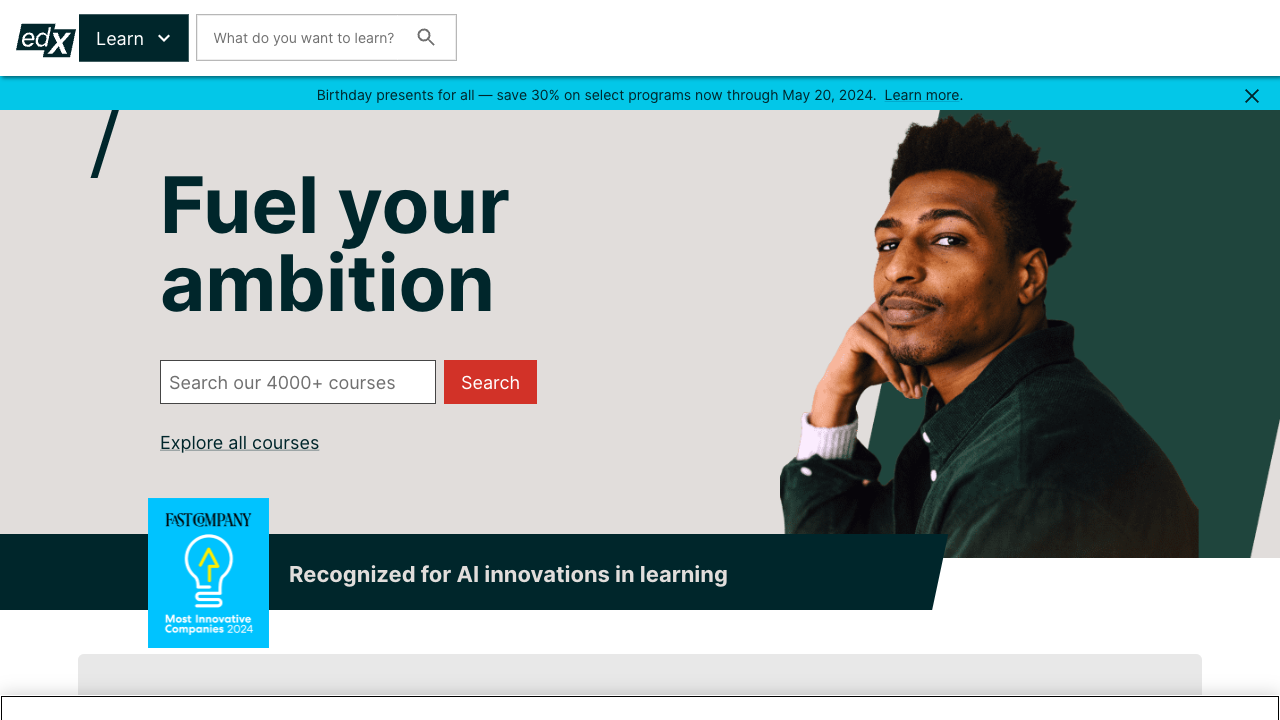 edX
Learn
What do you want to learn?
Birthday presents for all — save 30% on select programs now through May 20, 2024. Learn more.
Fuel your
ambition
Search our 4000+ courses
Search
Explore all courses
FAST COMPANY
Most Innovative
Companies 2024
Recognized for AI innovations in learning